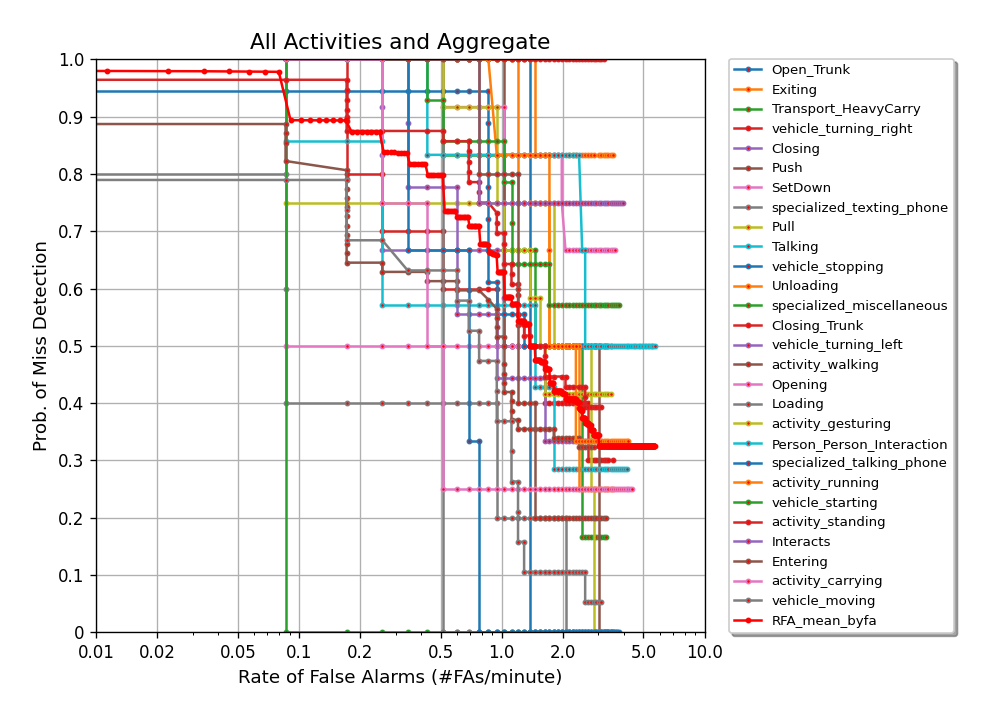 All Activities and Aggregate
1.0
0.9
0.8
0.7
0.6
0.5
0.4
0.3
0.2
0.1
0
Prob. of Miss Detection
0.01 0.02 0.05 0.1 0.2 0.5 1.0 2.0 5.0 10.0
Rate of False Alarms (#FAs/minute)
Open_Trunk
Exiting
Transport_HeavyCarry
vehicle_turning_right
Closing
Push
SetDown
specialized_texting_phone
Pull
Talking
vehicle_stopping
Unloading
specialized_miscellaneous
Closing_Trunk
vehicle_turning_left
activity_walking
Opening
Loading
activity_gesturing
Person_Person_Interaction
specialized_talking_phone
activity_running
vehicle_starting
activity_standing
Interacts
Entering
activity_carrying
vehicle_moving
RFA_mean_byfa